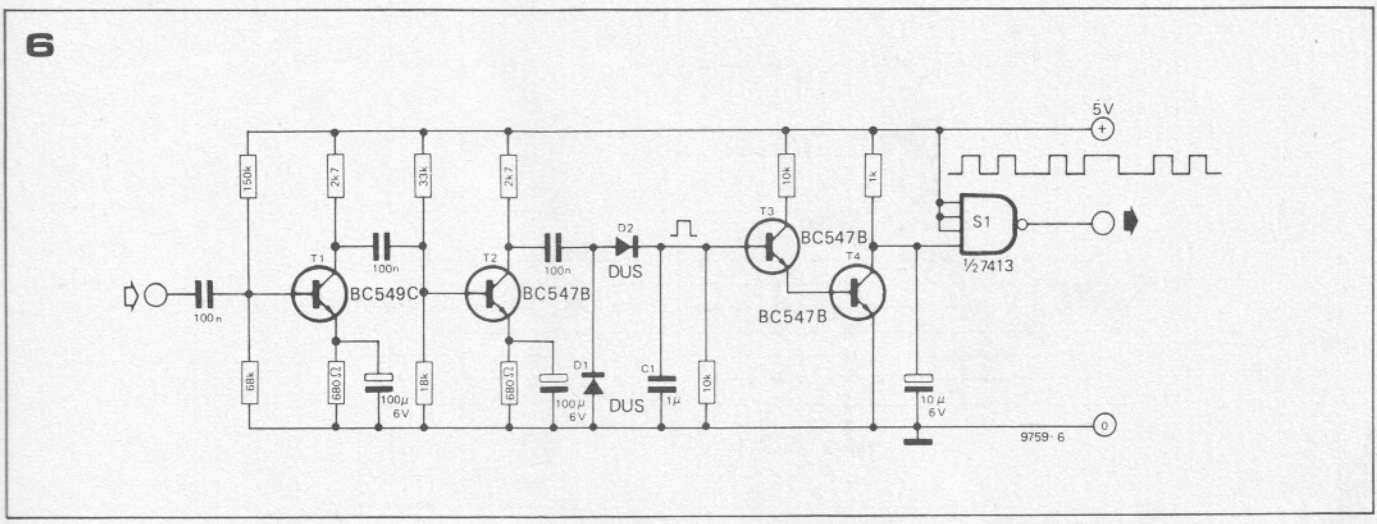 6
5V
+
150k
2k7
33k
2k7
10k
1k
T3
S1
D2
BC547B
100n
100n
DUS
T4
½7413
T1
T2
BC549C
BC547B
BC547B
100n
68k
680Ω
18k
680Ω
D1
C1
10k
100µ
6V
100µ
6V
DUS
1µ
10µ
6V
9759-6
0